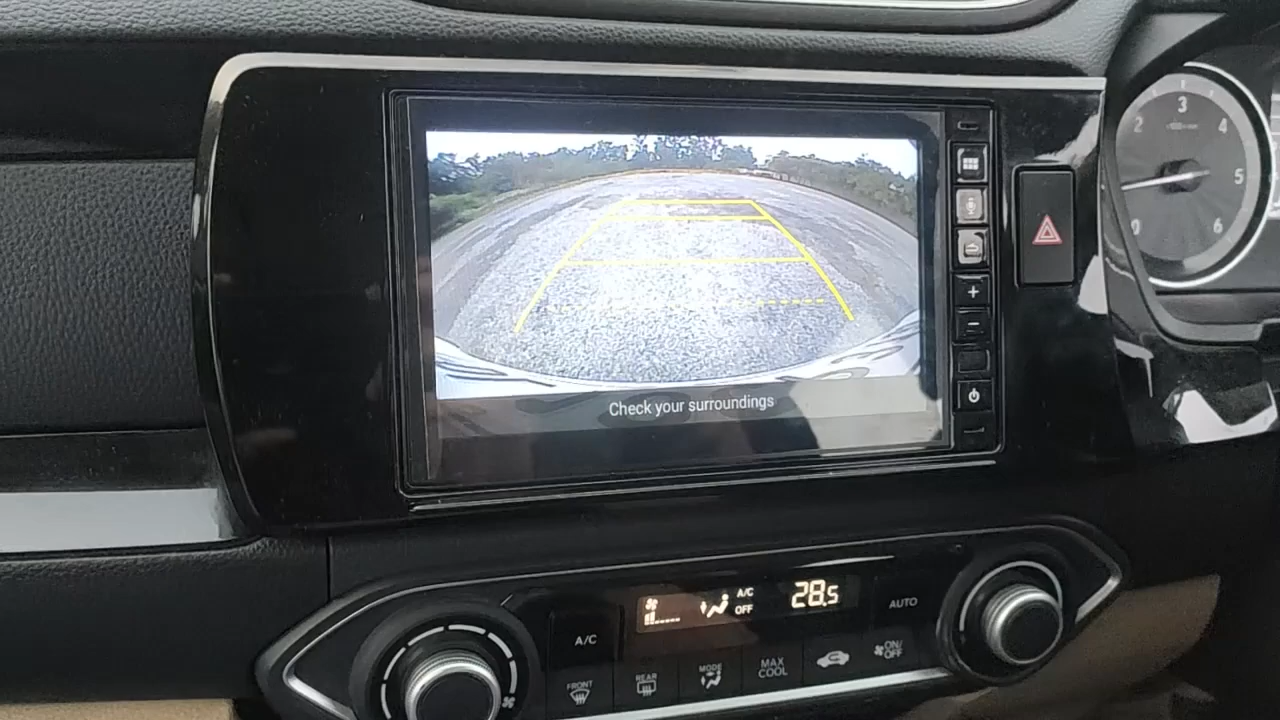 3
2
4
5
0
6
+
−
Check your surroundings
A/C
OFF
28.5
AUTO
A/C
FRONT
REAR
MODE
MAX
COOL
ON/
OFF